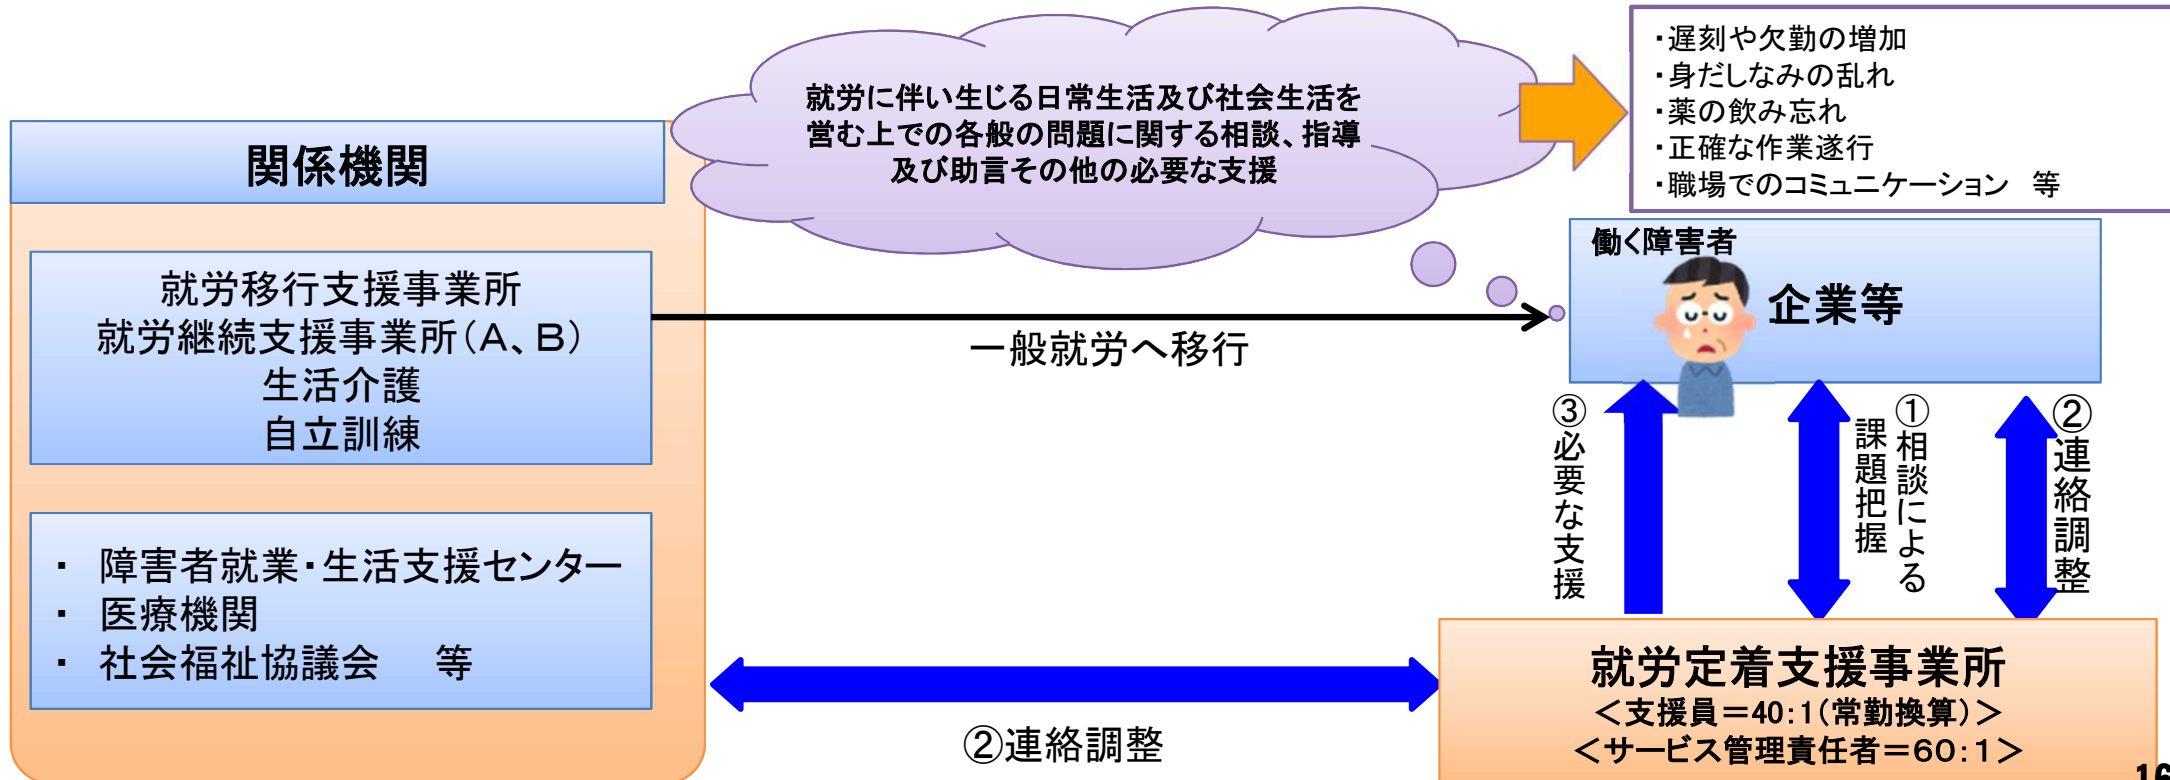 就労に伴い生じる日常生活及び社会生活を
営む上での各般の問題に関する相談、指導
及び助言その他の必要な支援
・遅刻や欠勤の増加
・身だしなみの乱れ
・薬の飲み忘れ
・正確な作業遂行
・職場でのコミュニケーション 等
関係機関
就労移行支援事業所
就労継続支援事業所(A、B)
生活介護
自立訓練
・ 障害者就業・生活支援センター
・ 医療機関
・ 社会福祉協議会 等
一般就労へ移行
働く障害者
企業等
③必要な支援
①相談による
課題把握
②連絡調整
②連絡調整
就労定着支援事業所
<支援員=40:1(常勤換算)>
<サービス管理責任者=60:1>